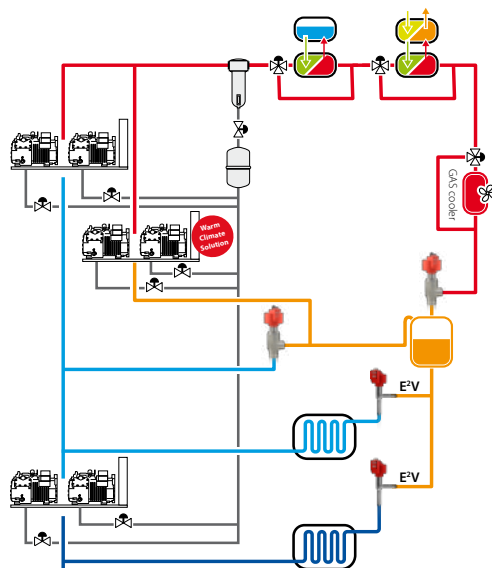 GAS cooler
Warm
Climate
Solution
E²V
E²V